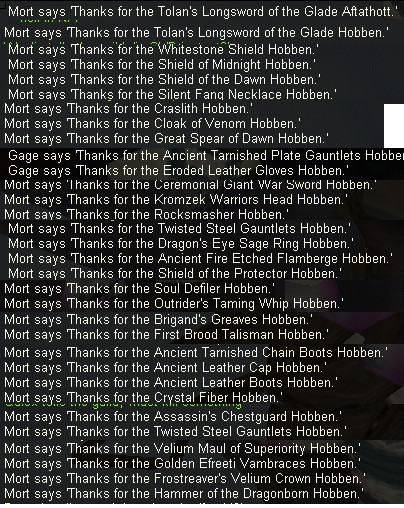 Mort says 'Thanks for the Tolan's Longsword of the Glade Aftathott.'
Mort says 'Thanks for the Tolan's Longsword of the Glade Hobben.'
Mort says 'Thanks for the Whitestone Shield Hobben.'
Mort says 'Thanks for the Shield of Midnight Hobben.'
Mort says 'Thanks for the Shield of the Dawn Hobben.'
Mort says 'Thanks for the Silent Fang Necklace Hobben.'
Mort says 'Thanks for the Craslith Hobben.'
Mort says 'Thanks for the Cloak of Venom Hobben.'
Mort says 'Thanks for the Great Spear of Dawn Hobben.'
Gage says 'Thanks for the Ancient Tarnished Plate Gauntlets Hobben
Gage says 'Thanks for the Eroded Leather Gloves Hobben.'
Mort says 'Thanks for the Ceremonial Giant War Sword Hobben.'
Mort says 'Thanks for the Kromzek Warriors Head Hobben.'
Mort says 'Thanks for the Rocksmasher Hobben.'
Mort says 'Thanks for the Twisted Steel Gauntlets Hobben.'
Mort says 'Thanks for the Dragon's Eye Sage Ring Hobben.'
Mort says 'Thanks for the Ancient Fire Etched Flamberge Hobben.'
Mort says 'Thanks for the Shield of the Protector Hobben.'
Mort says 'Thanks for the Soul Defiler Hobben.'
Mort says 'Thanks for the Outrider's Taming Whip Hobben.'
Mort says 'Thanks for the Brigand's Greaves Hobben.'
Mort says 'Thanks for the First Brood Talisman Hobben.'
Mort says 'Thanks for the Ancient Tarnished Chain Boots Hobben.'
Mort says 'Thanks for the Ancient Leather Cap Hobben.'
Mort says 'Thanks for the Ancient Leather Boots Hobben.'
Mort says 'Thanks for the Crystal Fiber Hobben.'
Mort says 'Thanks for the Assassin's Chestguard Hobben.'
Mort says 'Thanks for the Twisted Steel Gauntlets Hobben.'
Mort says 'Thanks for the Velium Maul of Superiority Hobben.'
Mort says 'Thanks for the Golden Efreeti Vambraces Hobben.'
Mort says 'Thanks for the Frostreaver's Velium Crown Hobben.'
Mort says 'Thanks for the Hammer of the Dragonborn Hobben.'